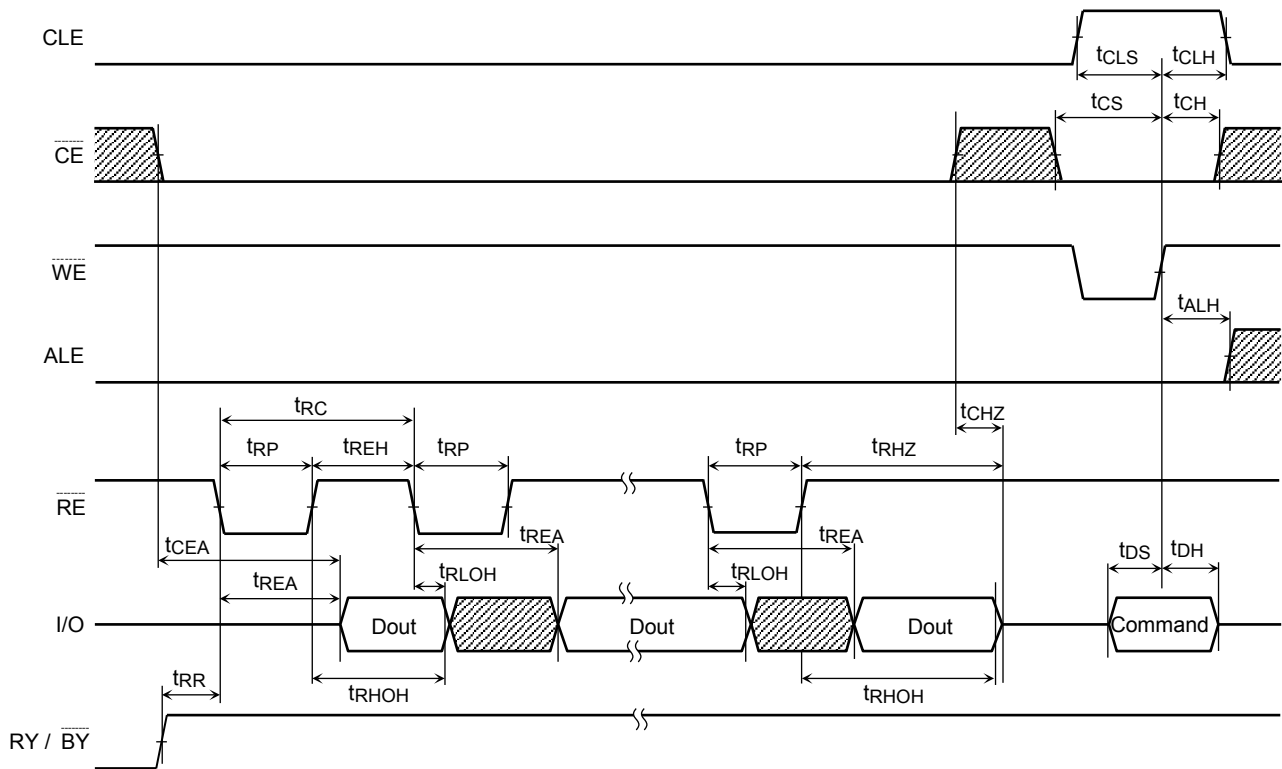 CLE
tCLS
tCLH
tCS
tCH
CE
WE
tALH
ALE
tRC
tCHZ
tRP
tREH
tRP
tRP
tRHZ
RE
tCEA
tREA
tREA
tDS
tDH
tREA
tRLOH
tRLOH
I/O
Dout
Dout
Dout
Command
tRR
tRHOH
tRHOH
RY / BY